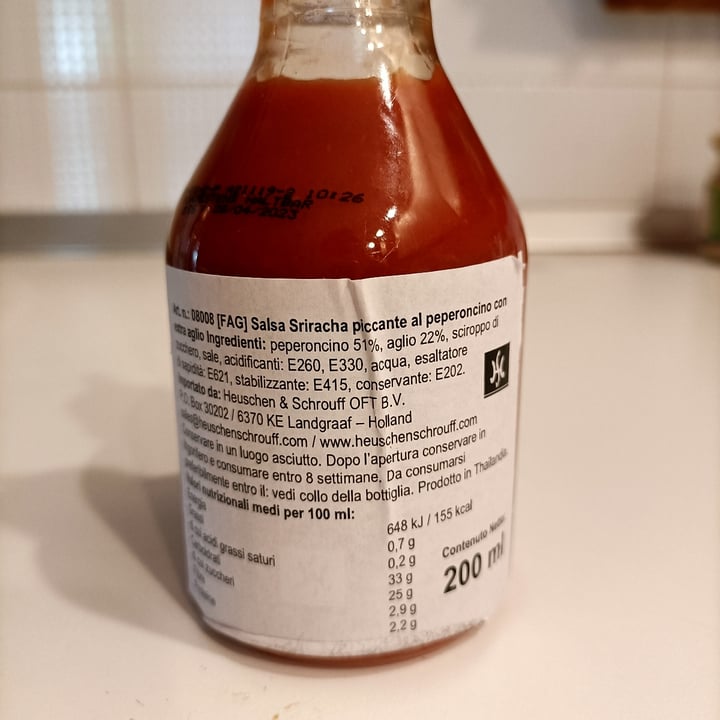 10:26
Art. n.: 08008 [FAG] Salsa Sriracha piccante al peperoncino con
extra aglio Ingredienti: peperoncino 51%, aglio 22%, sciroppo di
zucchero, sale, acidificanti: E260, E330, acqua, esaltatore
di sapidità: E621, stabilizzante: E415, conservante: E202.
Importato da: Heuschen & Schrouff OFT B.V.
P.O. Box 30202 / 6370 KE Landgraaf – Holland
sales@heuschenschrouff.com / www.heuschenschrouff.com
Conservare in un luogo asciutto. Dopo l'apertura conservare in
frigorifero e consumare entro 8 settimane. Da consumarsi
preferibilmente entro il: vedi collo della bottiglia. Prodotto in Thailandia.
Valori nutrizionali medi per 100 ml:
Energia 648 kJ / 155 kcal
Grassi 0,7 g
di cui acidi grassi saturi 0,2 g
Carboidrati 33 g
di cui zuccheri 25 g
2,9 g
2,2 g
Contenuto Netto:
200 ml